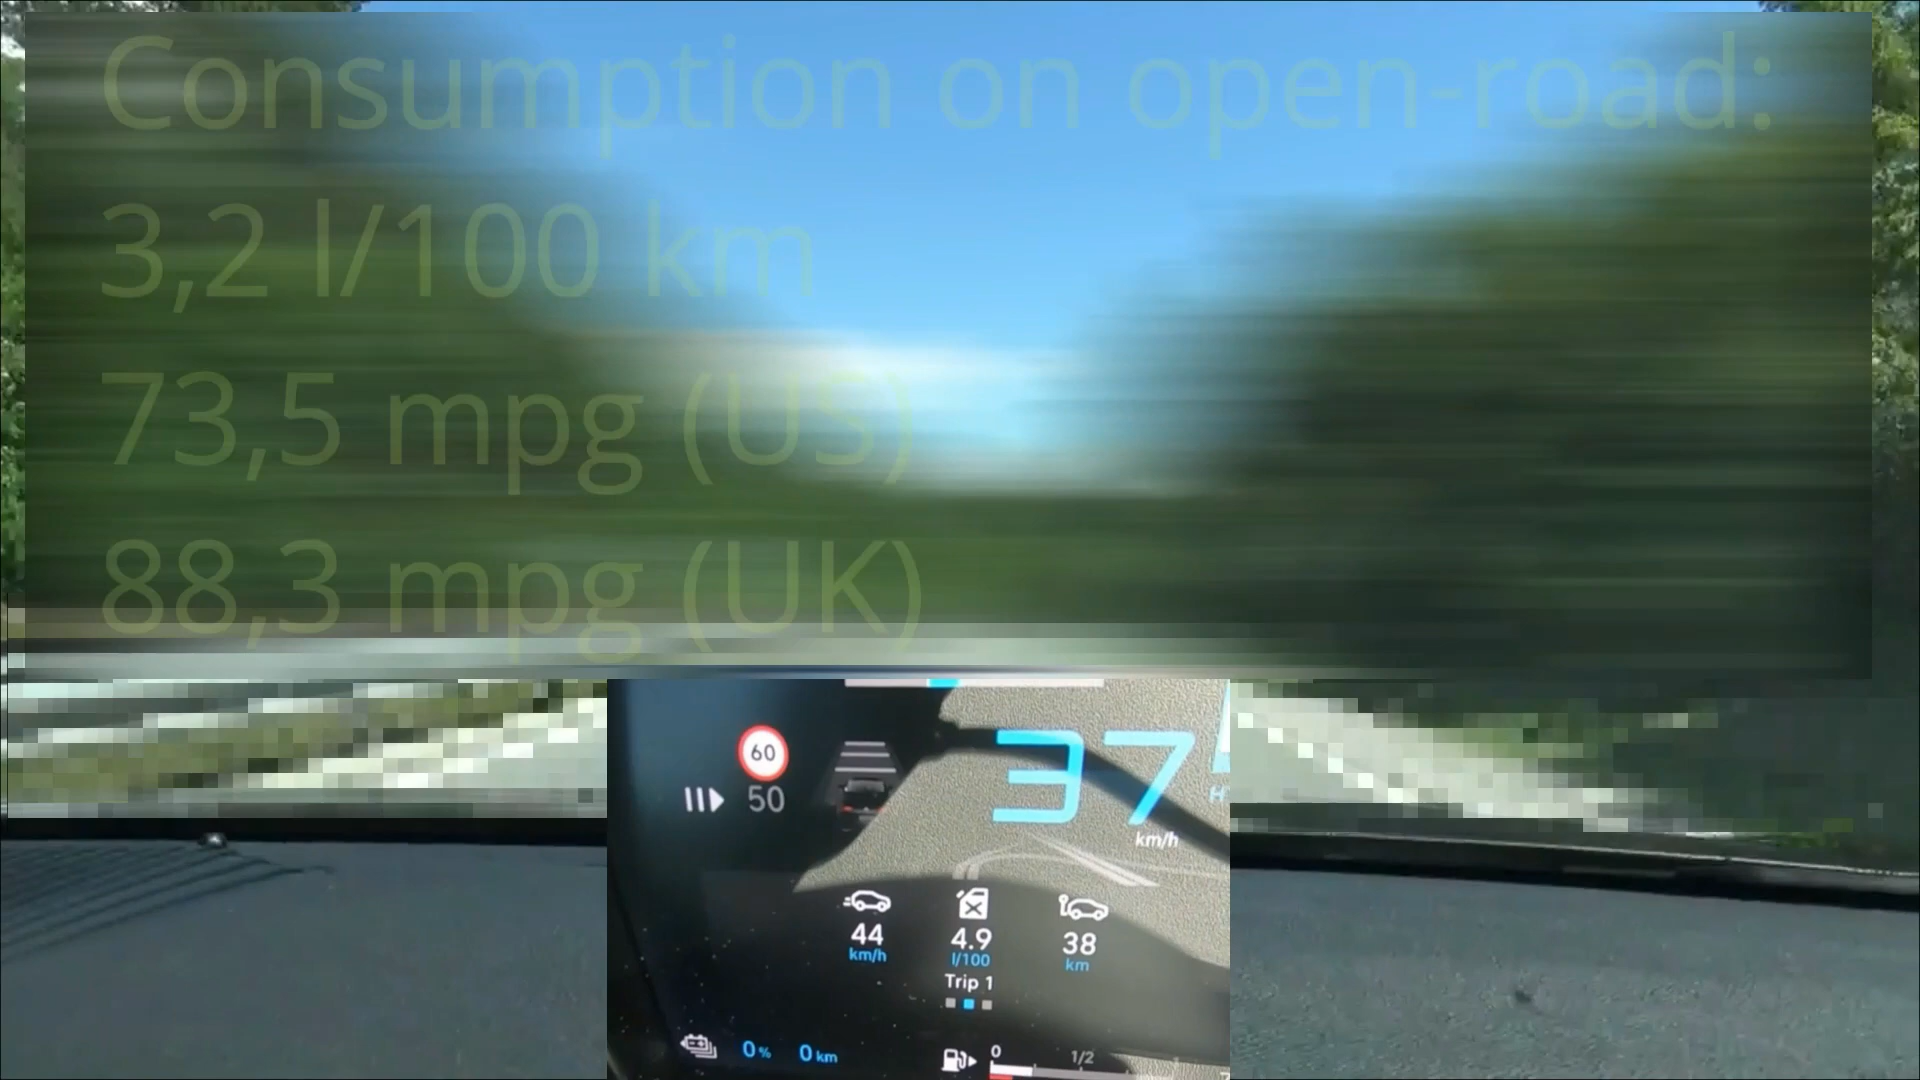 Consumption on open-road:
3,2 l/100 km
73,5 mpg (US)
88,3 mpg (UK)
60
50
37
km/h
44
km/h
4.9
l/100
38
km
Trip 1
0 %
0 km
0
1/2